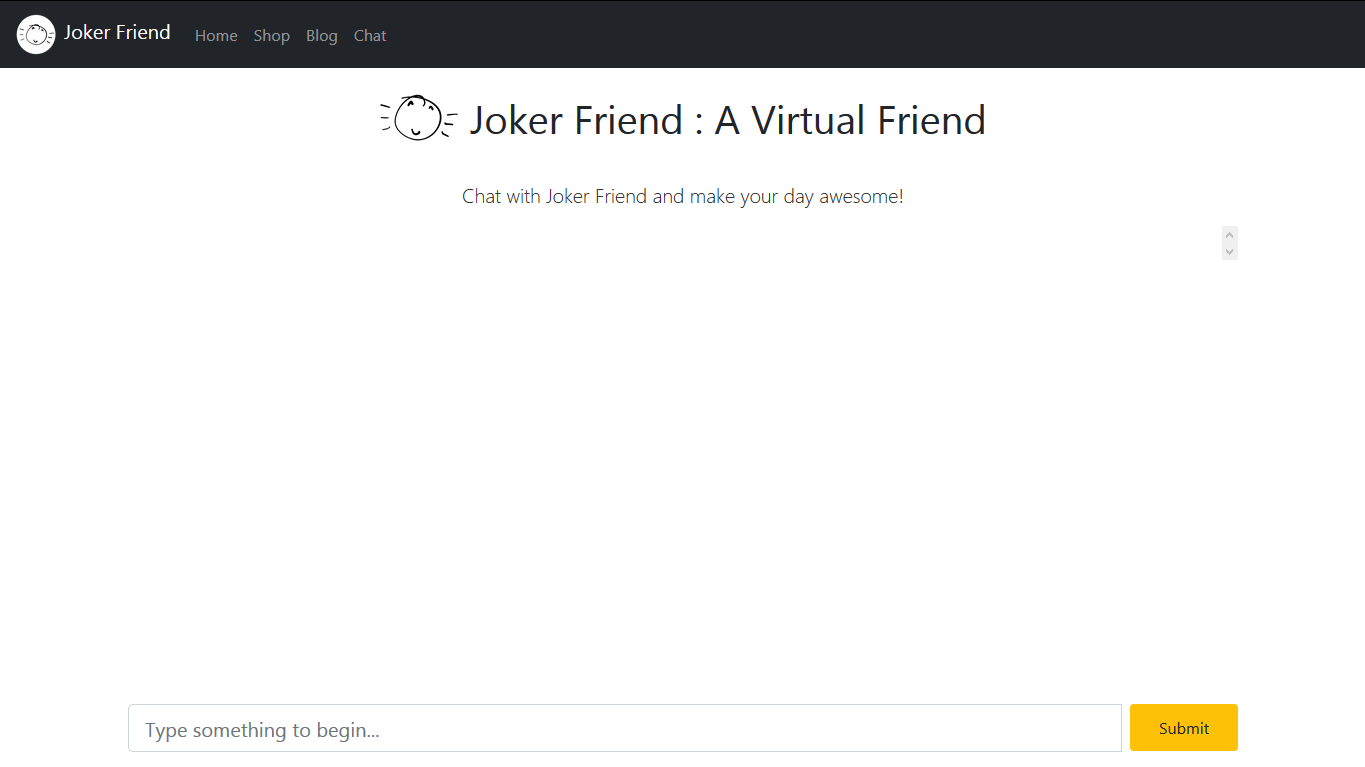 Joker Friend Home Shop Blog Chat
Joker Friend : A Virtual Friend
Chat with Joker Friend and make your day awesome!
Type something to begin... Submit